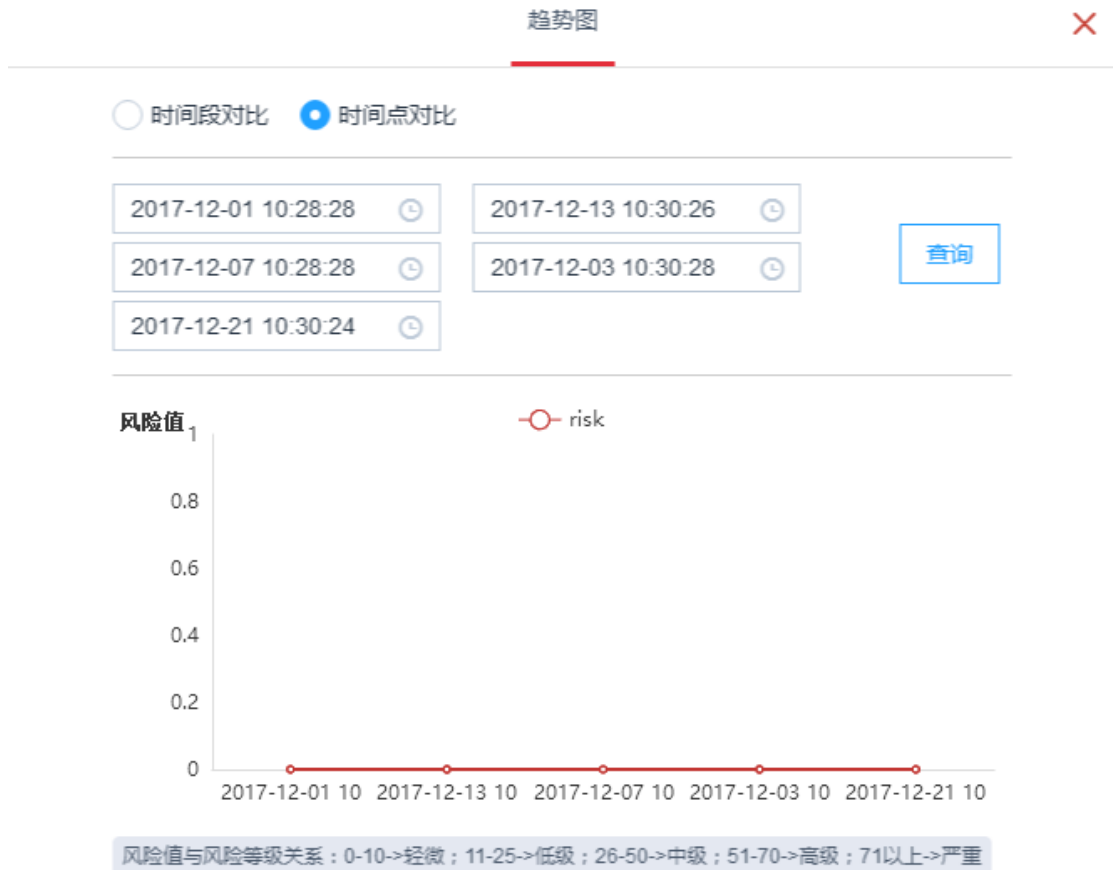 趋势图
时间段对比 时间点对比
2017-12-01 10:28:28 2017-12-13 10:30:26
查询
2017-12-07 10:28:28 2017-12-03 10:30:28
2017-12-21 10:30:24
风险值 risk
1
0.8
0.6
0.4
0.2
0
2017-12-01 10 2017-12-13 10 2017-12-07 10 2017-12-03 10 2017-12-21 10
风险值与风险等级关系：0-10->轻微；11-25->低级；26-50->中级；51-70->高级；71以上->严重